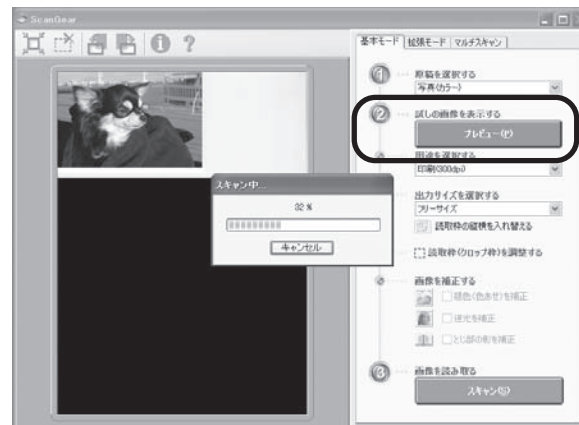 ScanGear
基本モード
拡張モード
マルチスキャン
① 原稿を選択する
写真(カラー)
② 試しの画像を表示する
プレビュー(P)
用途を選択する
印刷(300dpi)
出力サイズを選択する
フリーサイズ
読取枠の縦横を入れ替える
読取枠(クロップ枠)を調整する
画像を補正する
褪色(色あせ)を補正
逆光を補正
とじ部の影を補正
③ 画像を読み取る
スキャン(S)
スキャン中...
32 %
キャンセル